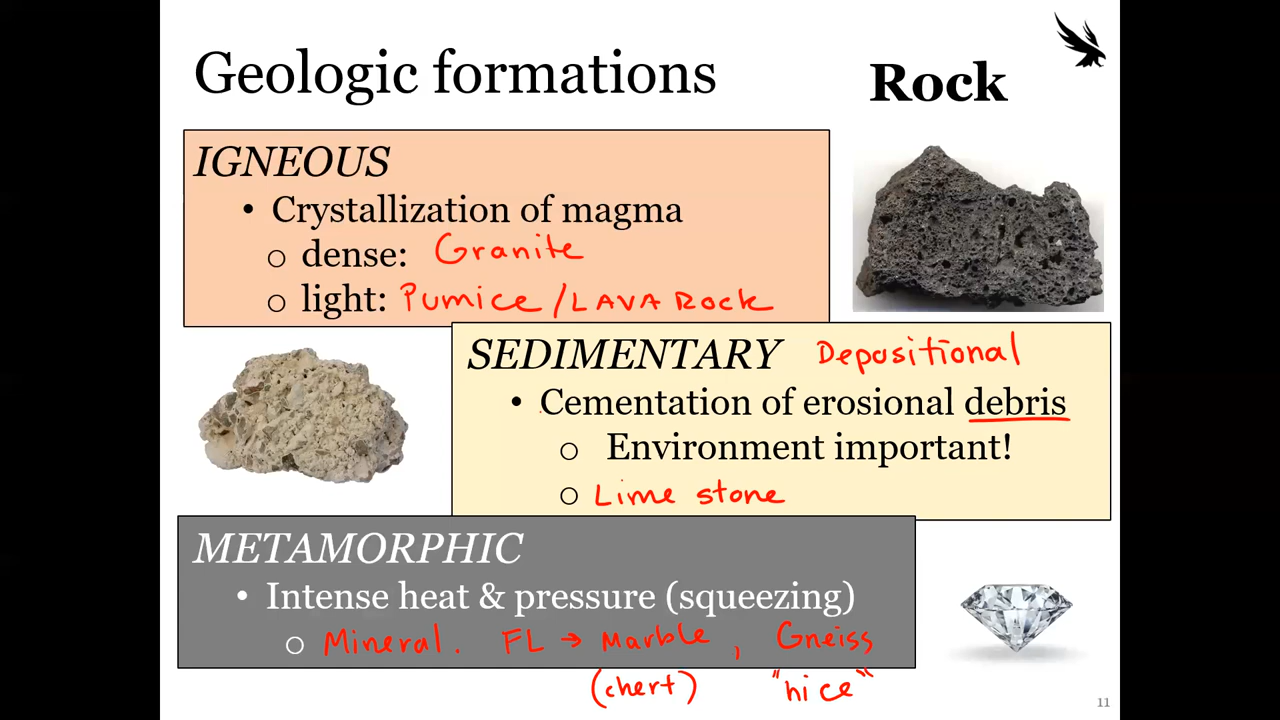 Geologic formations
Rock
IGNEOUS
• Crystallization of magma
o dense: Granite
o light: Pumice/LAVA Rock
SEDIMENTARY Depositional
• Cementation of erosional debris
o Environment important!
o Lime stone
METAMORPHIC
• Intense heat & pressure (squeezing)
o Mineral. FL → Marble, Gneiss
(chert) "nice"
11